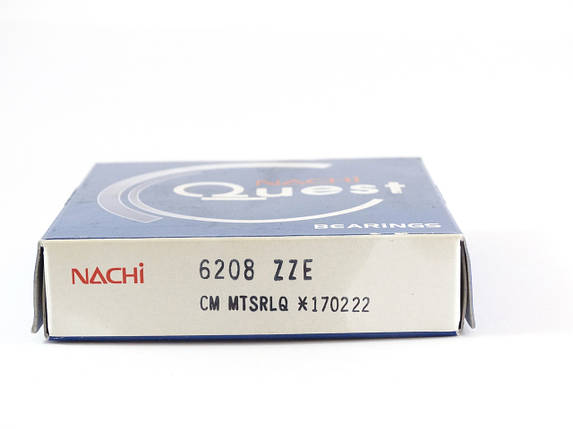 NACHi
Quest
BEARINGS
NACHi
6208 ZZE
CM MTSRLQ *170222